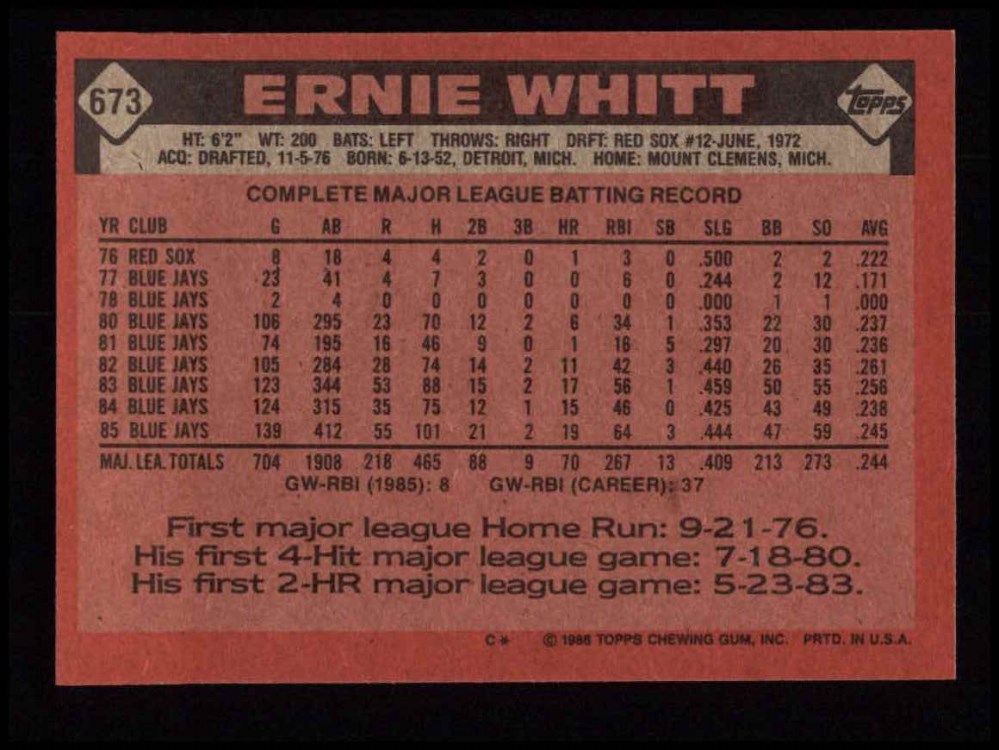 673 ERNIE WHITT Topps
HT: 6'2" WT: 200 BATS: LEFT THROWS: RIGHT DRFT: RED SOX #12-JUNE, 1972
ACQ: DRAFTED, 11-5-76 BORN: 6-13-52, DETROIT, MICH. HOME: MOUNT CLEMENS, MICH.
COMPLETE MAJOR LEAGUE BATTING RECORD
YR CLUB G AB R H 2B 3B HR RBI SB SLG BB SO AVG
76 RED SOX 8 18 4 4 2 0 1 3 0 .500 2 2 .222
77 BLUE JAYS 23 41 4 7 3 0 0 6 0 .244 2 12 .171
78 BLUE JAYS 2 4 0 0 0 0 0 0 0 .000 1 1 .000
80 BLUE JAYS 106 295 23 70 12 2 6 34 1 .353 22 30 .237
81 BLUE JAYS 74 195 16 46 9 0 1 16 5 .297 20 30 .236
82 BLUE JAYS 105 284 28 74 14 2 11 42 3 .440 26 35 .261
83 BLUE JAYS 123 344 53 88 15 2 17 56 1 .459 50 55 .256
84 BLUE JAYS 124 315 35 75 12 1 15 46 0 .425 43 49 .238
85 BLUE JAYS 139 412 55 101 21 2 19 64 3 .444 47 59 .245
MAJ. LEA. TOTALS 704 1908 218 465 88 9 70 267 13 .409 213 273 .244
GW-RBI (1985): 8 GW-RBI (CAREER): 37
First major league Home Run: 9-21-76.
His first 4-Hit major league game: 7-18-80.
His first 2-HR major league game: 5-23-83.
C* © 1986 TOPPS CHEWING GUM, INC. PRTD. IN U.S.A.